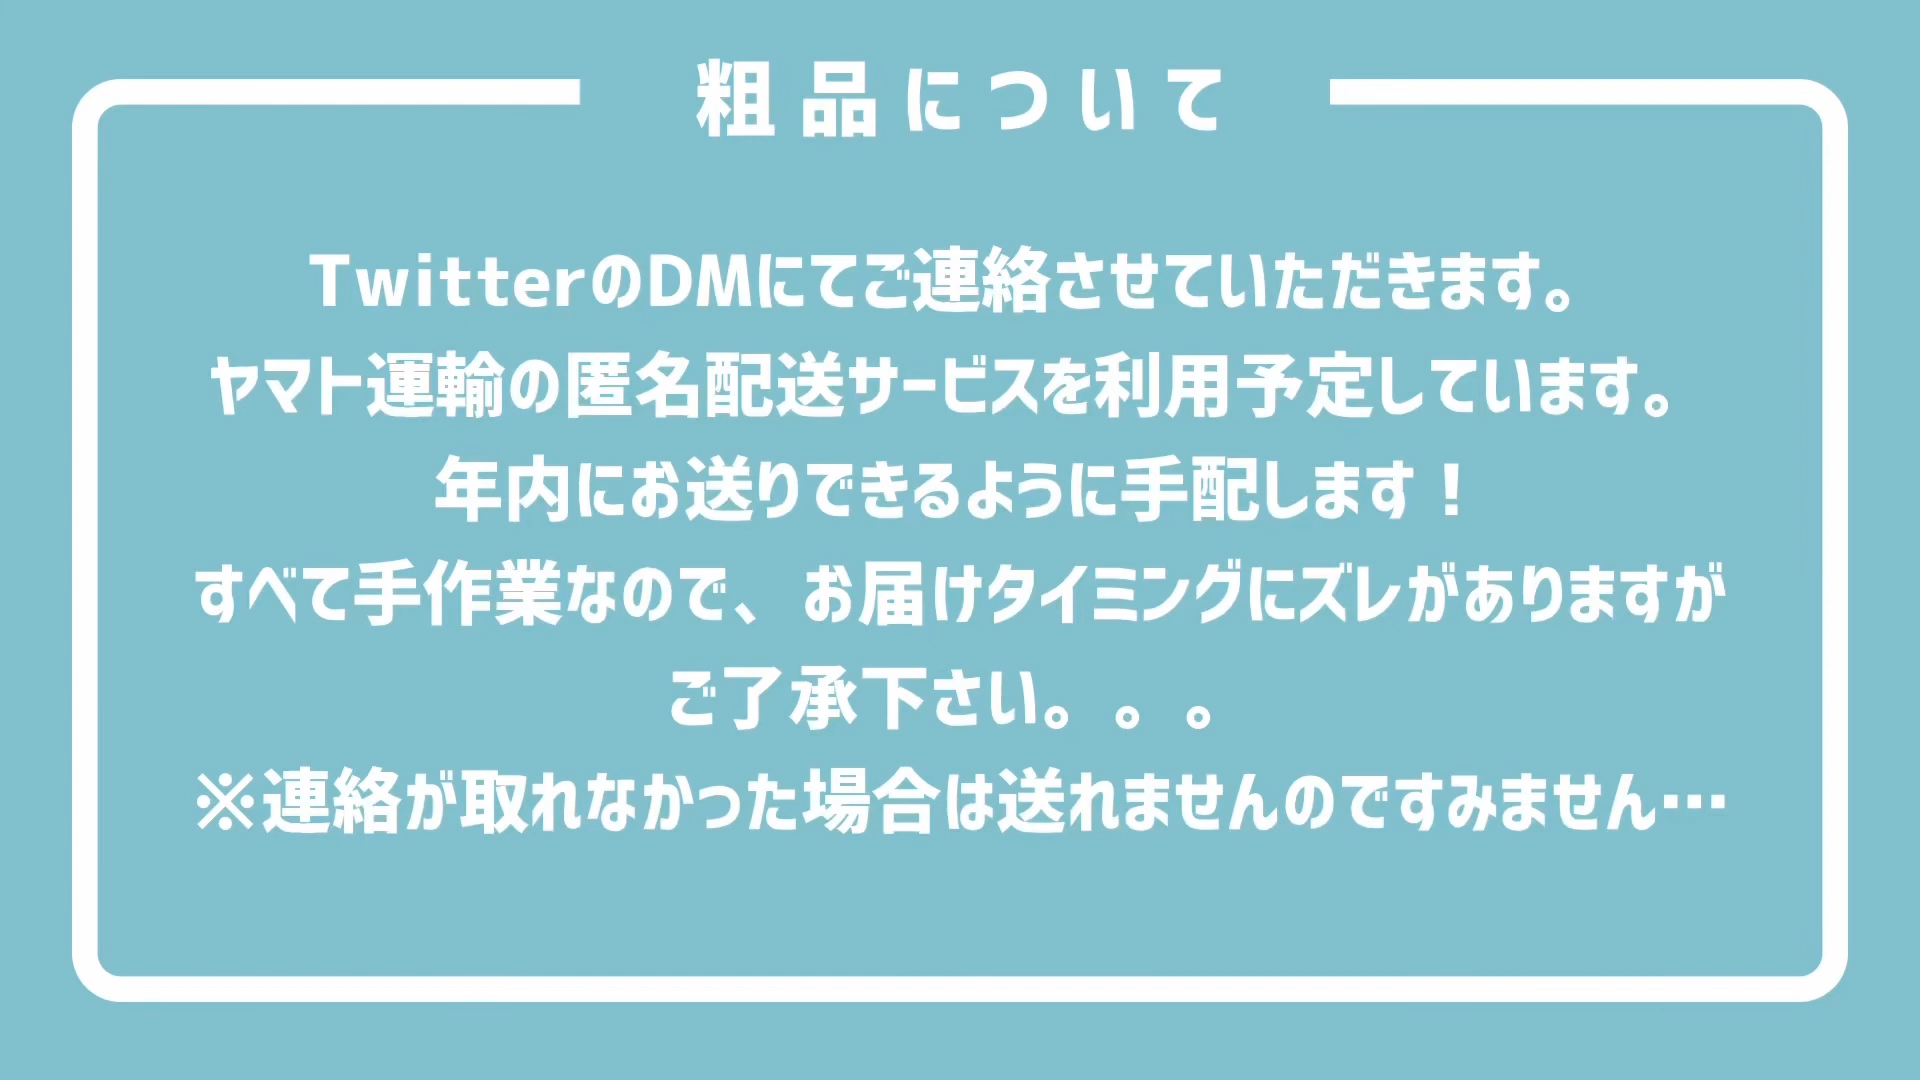 粗品について
TwitterのDMにてご連絡させていただきます。
ヤマト運輸の匿名配送サービスを利用予定しています。
年内にお送りできるように手配します！
すべて手作業なので、お届けタイミングにズレがありますが
ご了承下さい。。。
※連絡が取れなかった場合は送れませんのですみません…